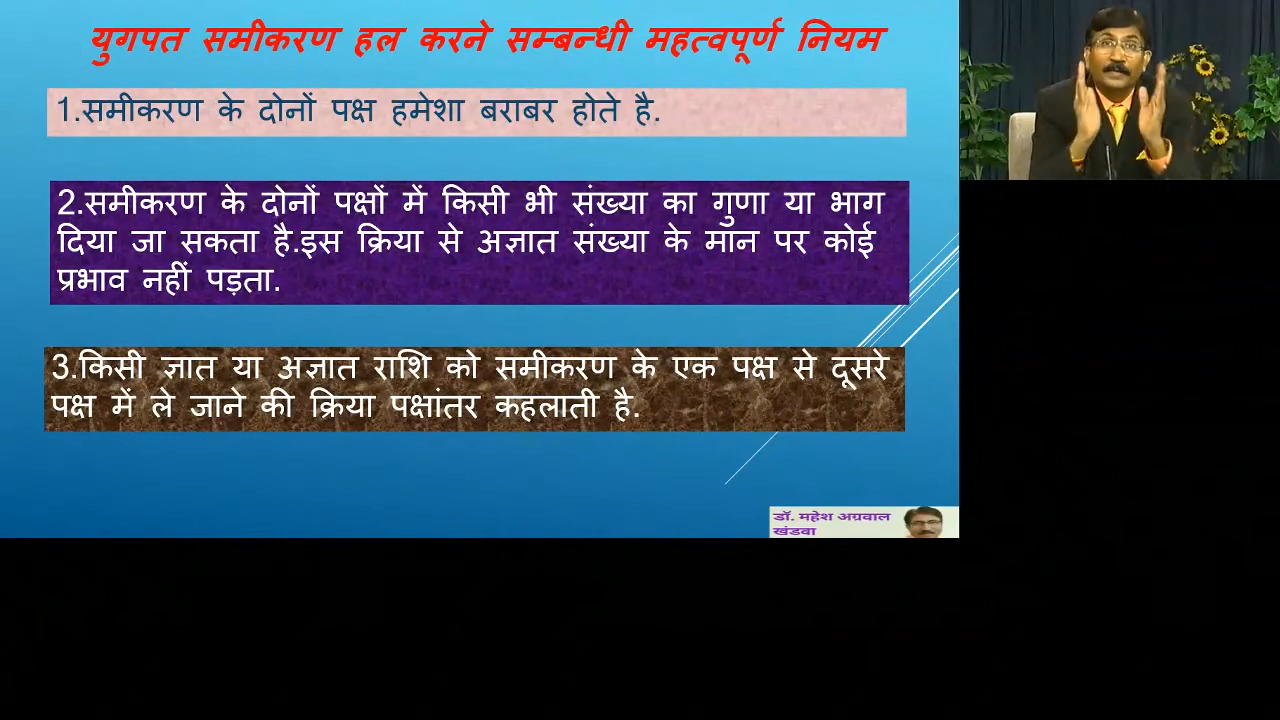 युगपत समीकरण हल करने सम्बन्धी महत्वपूर्ण नियम
1.समीकरण के दोनों पक्ष हमेशा बराबर होते है.
2.समीकरण के दोनों पक्षों में किसी भी संख्या का गुणा या भाग
दिया जा सकता है.इस क्रिया से अज्ञात संख्या के मान पर कोई
प्रभाव नहीं पड़ता.
3.किसी ज्ञात या अज्ञात राशि को समीकरण के एक पक्ष से दूसरे
पक्ष में ले जाने की क्रिया पक्षांतर कहलाती है.
डॉ. महेश अग्रवाल
खंडवा